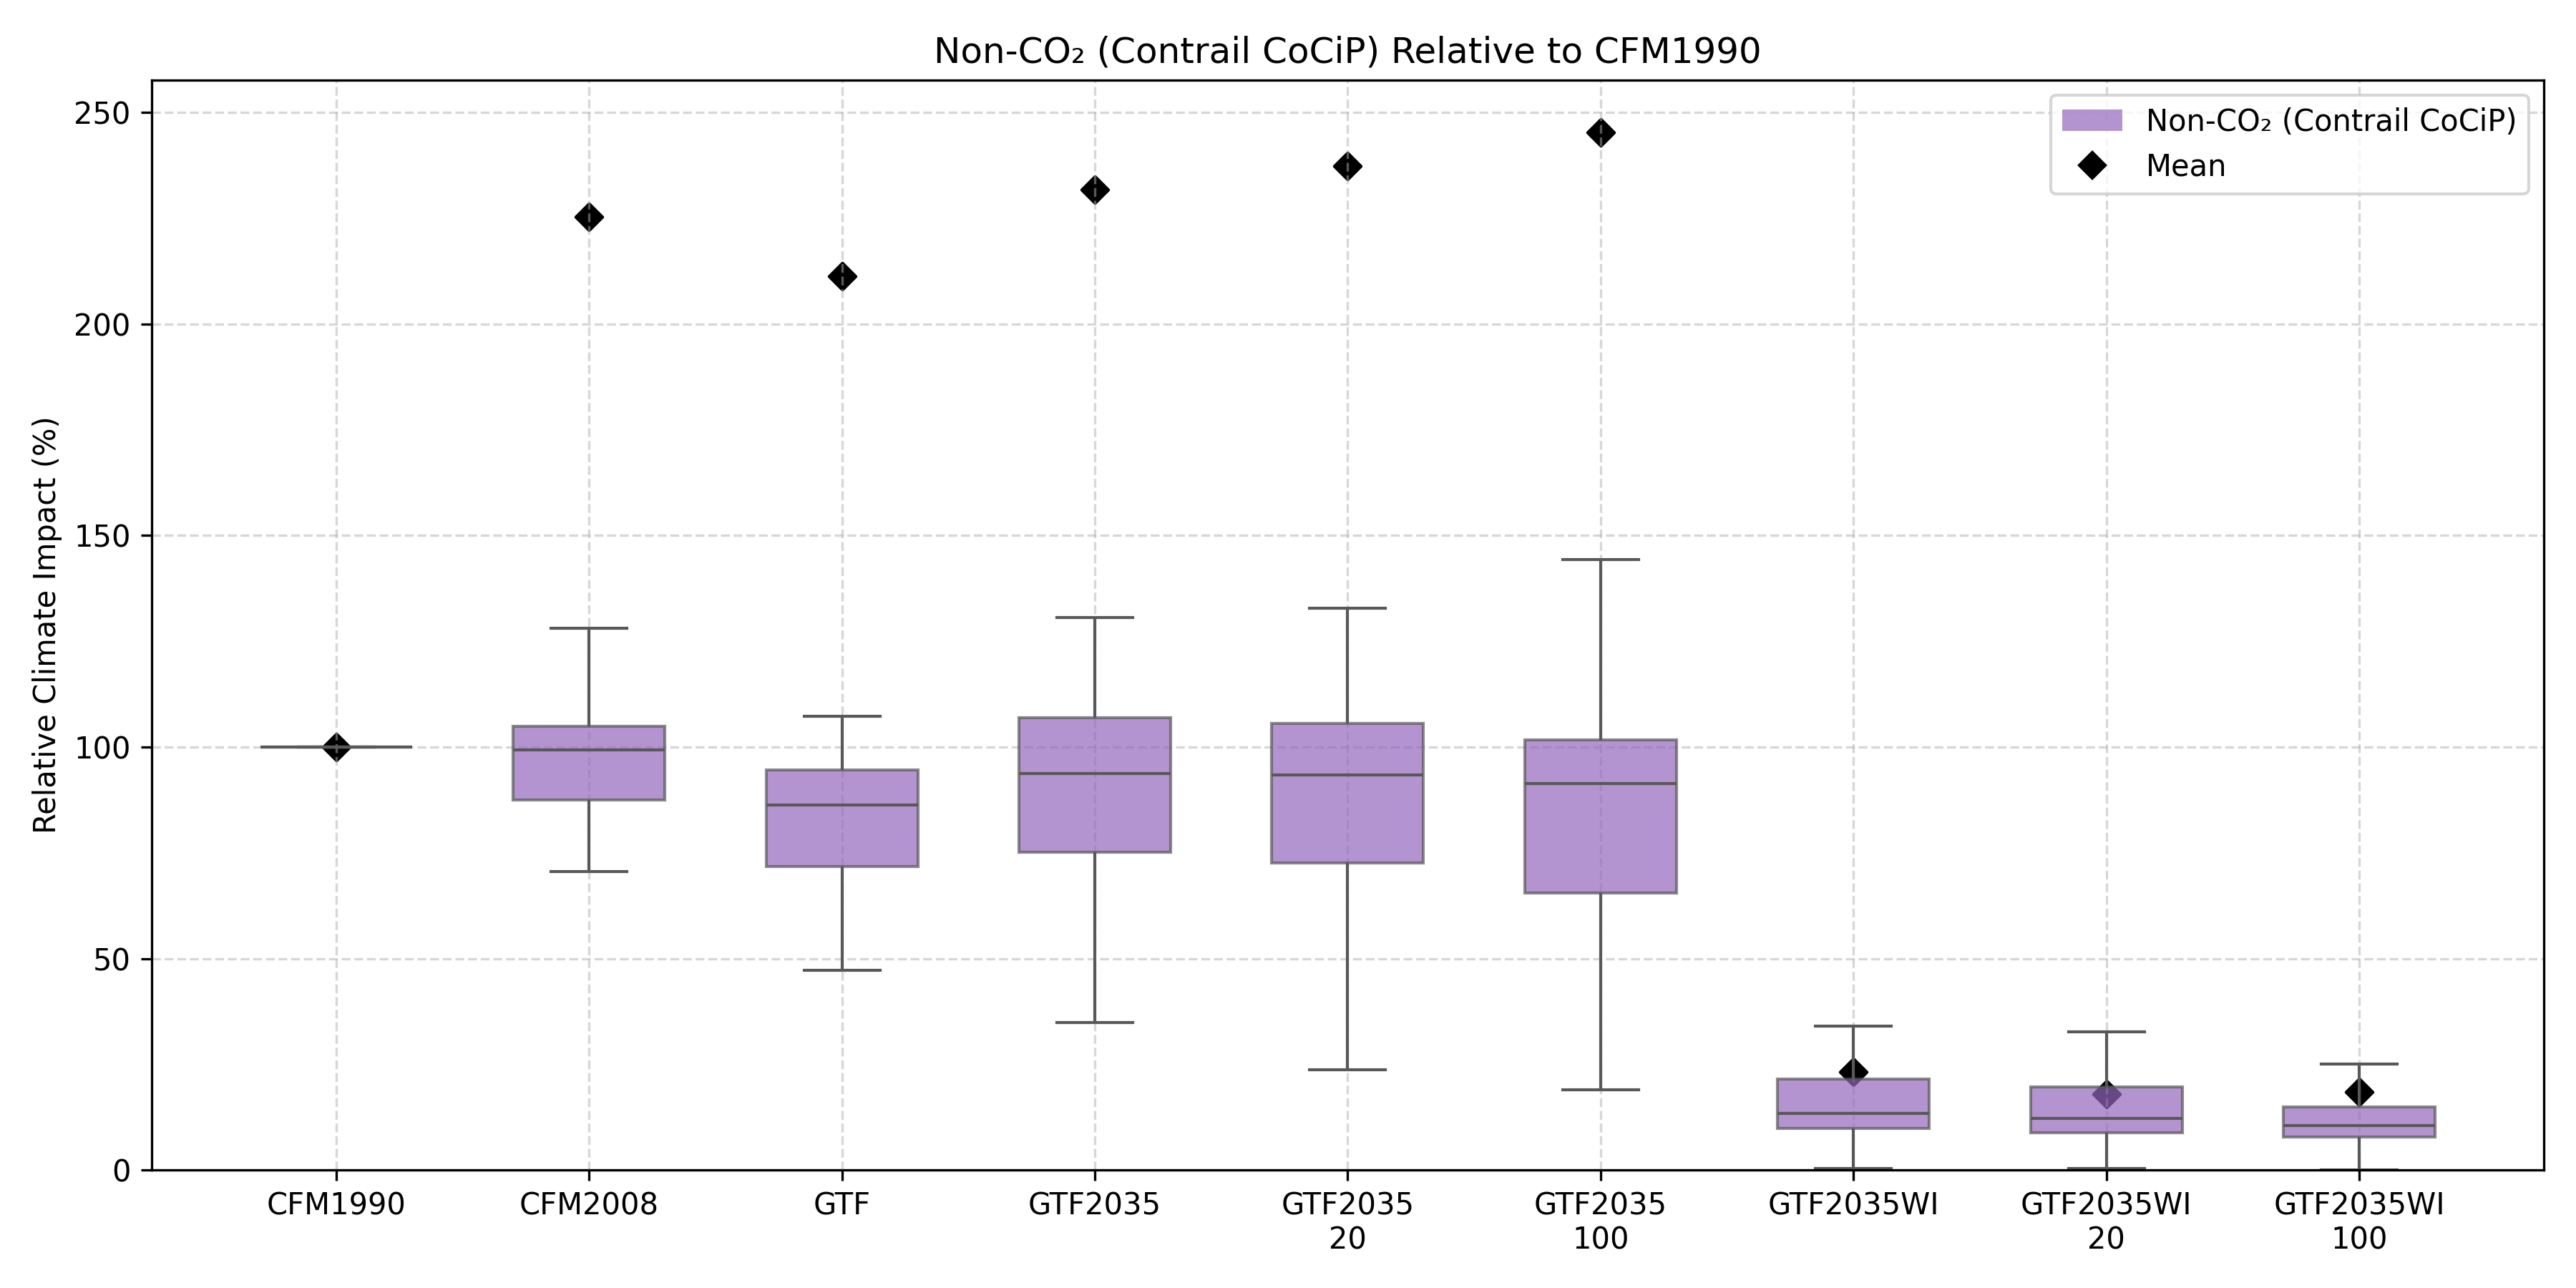 Non-CO₂ (Contrail CoCiP) Relative to CFM1990
Non-CO₂ (Contrail CoCiP)
Mean
Relative Climate Impact (%)
250
200
150
100
50
0
CFM1990
CFM2008
GTF
GTF2035
GTF2035
20
GTF2035
100
GTF2035WI
GTF2035WI
20
GTF2035WI
100